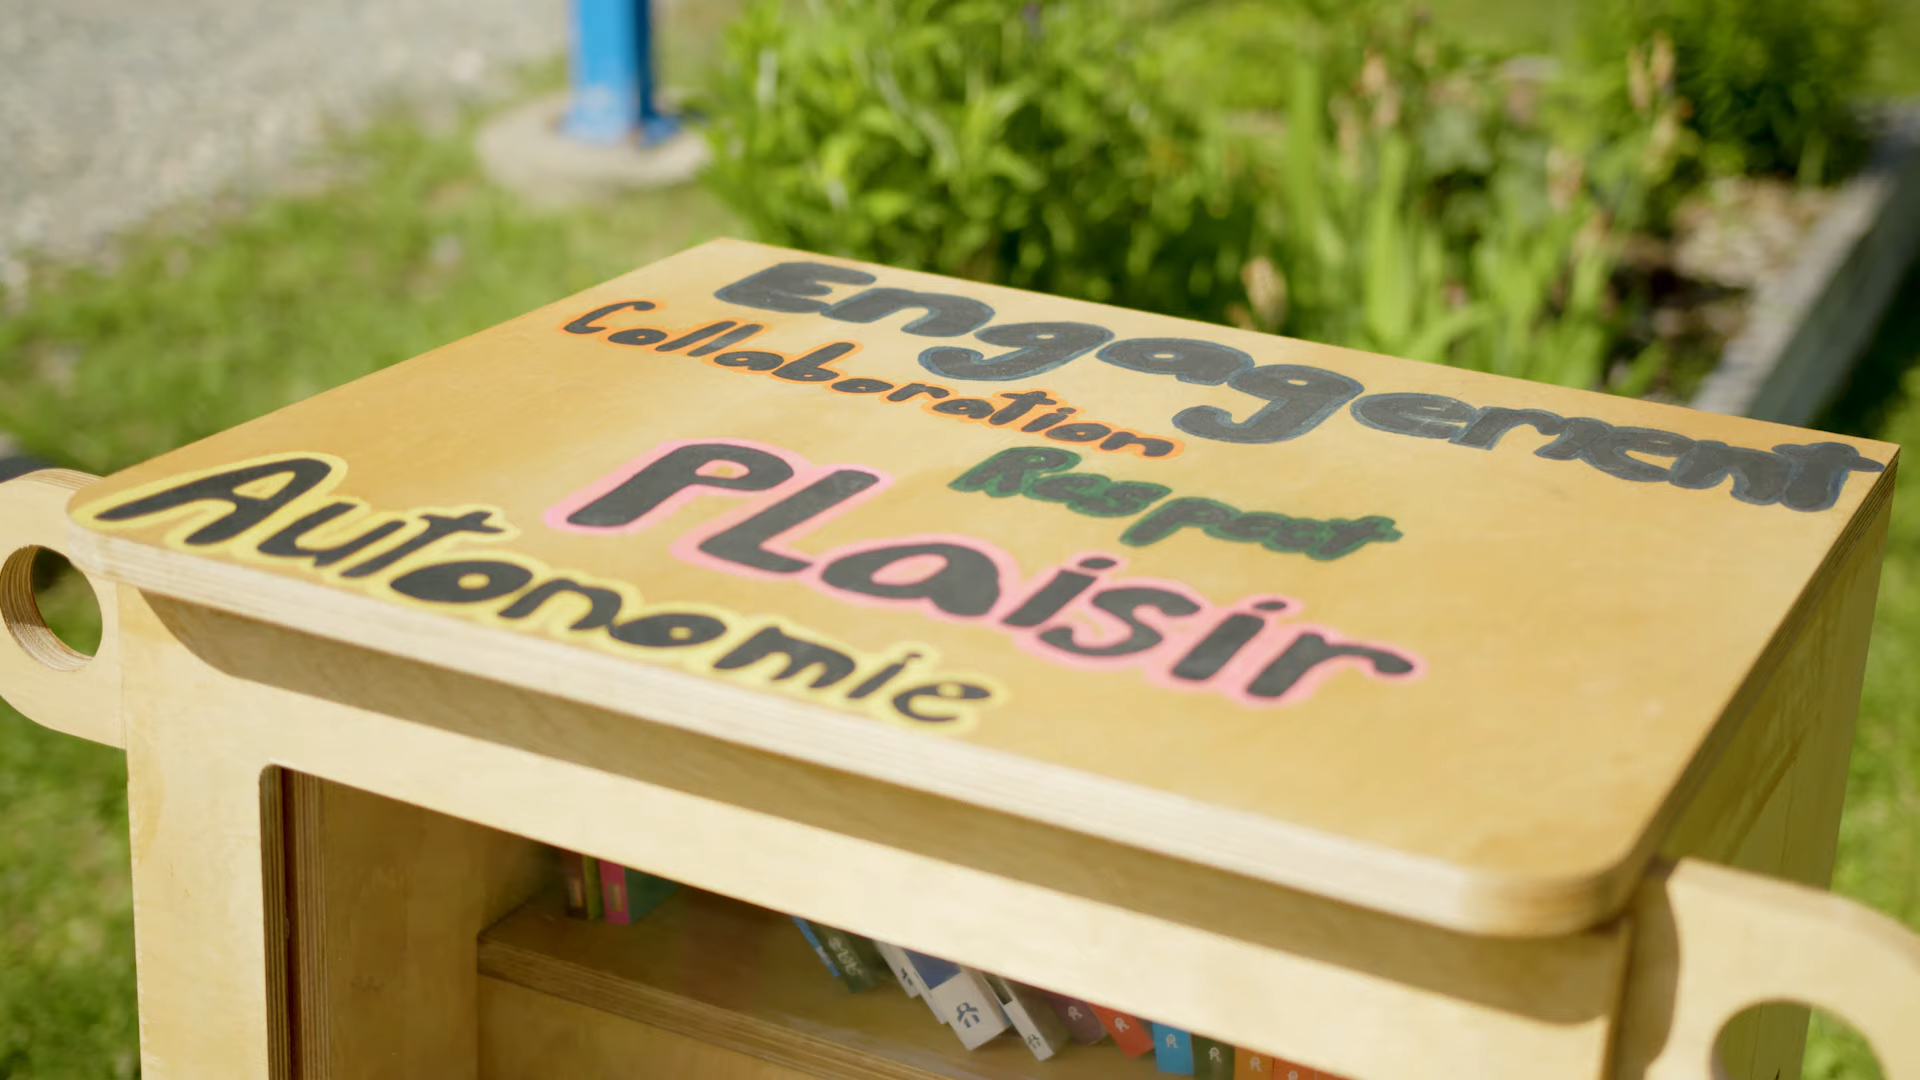 Engagement
Collaboration
Respect
PLaisir
Autonomie